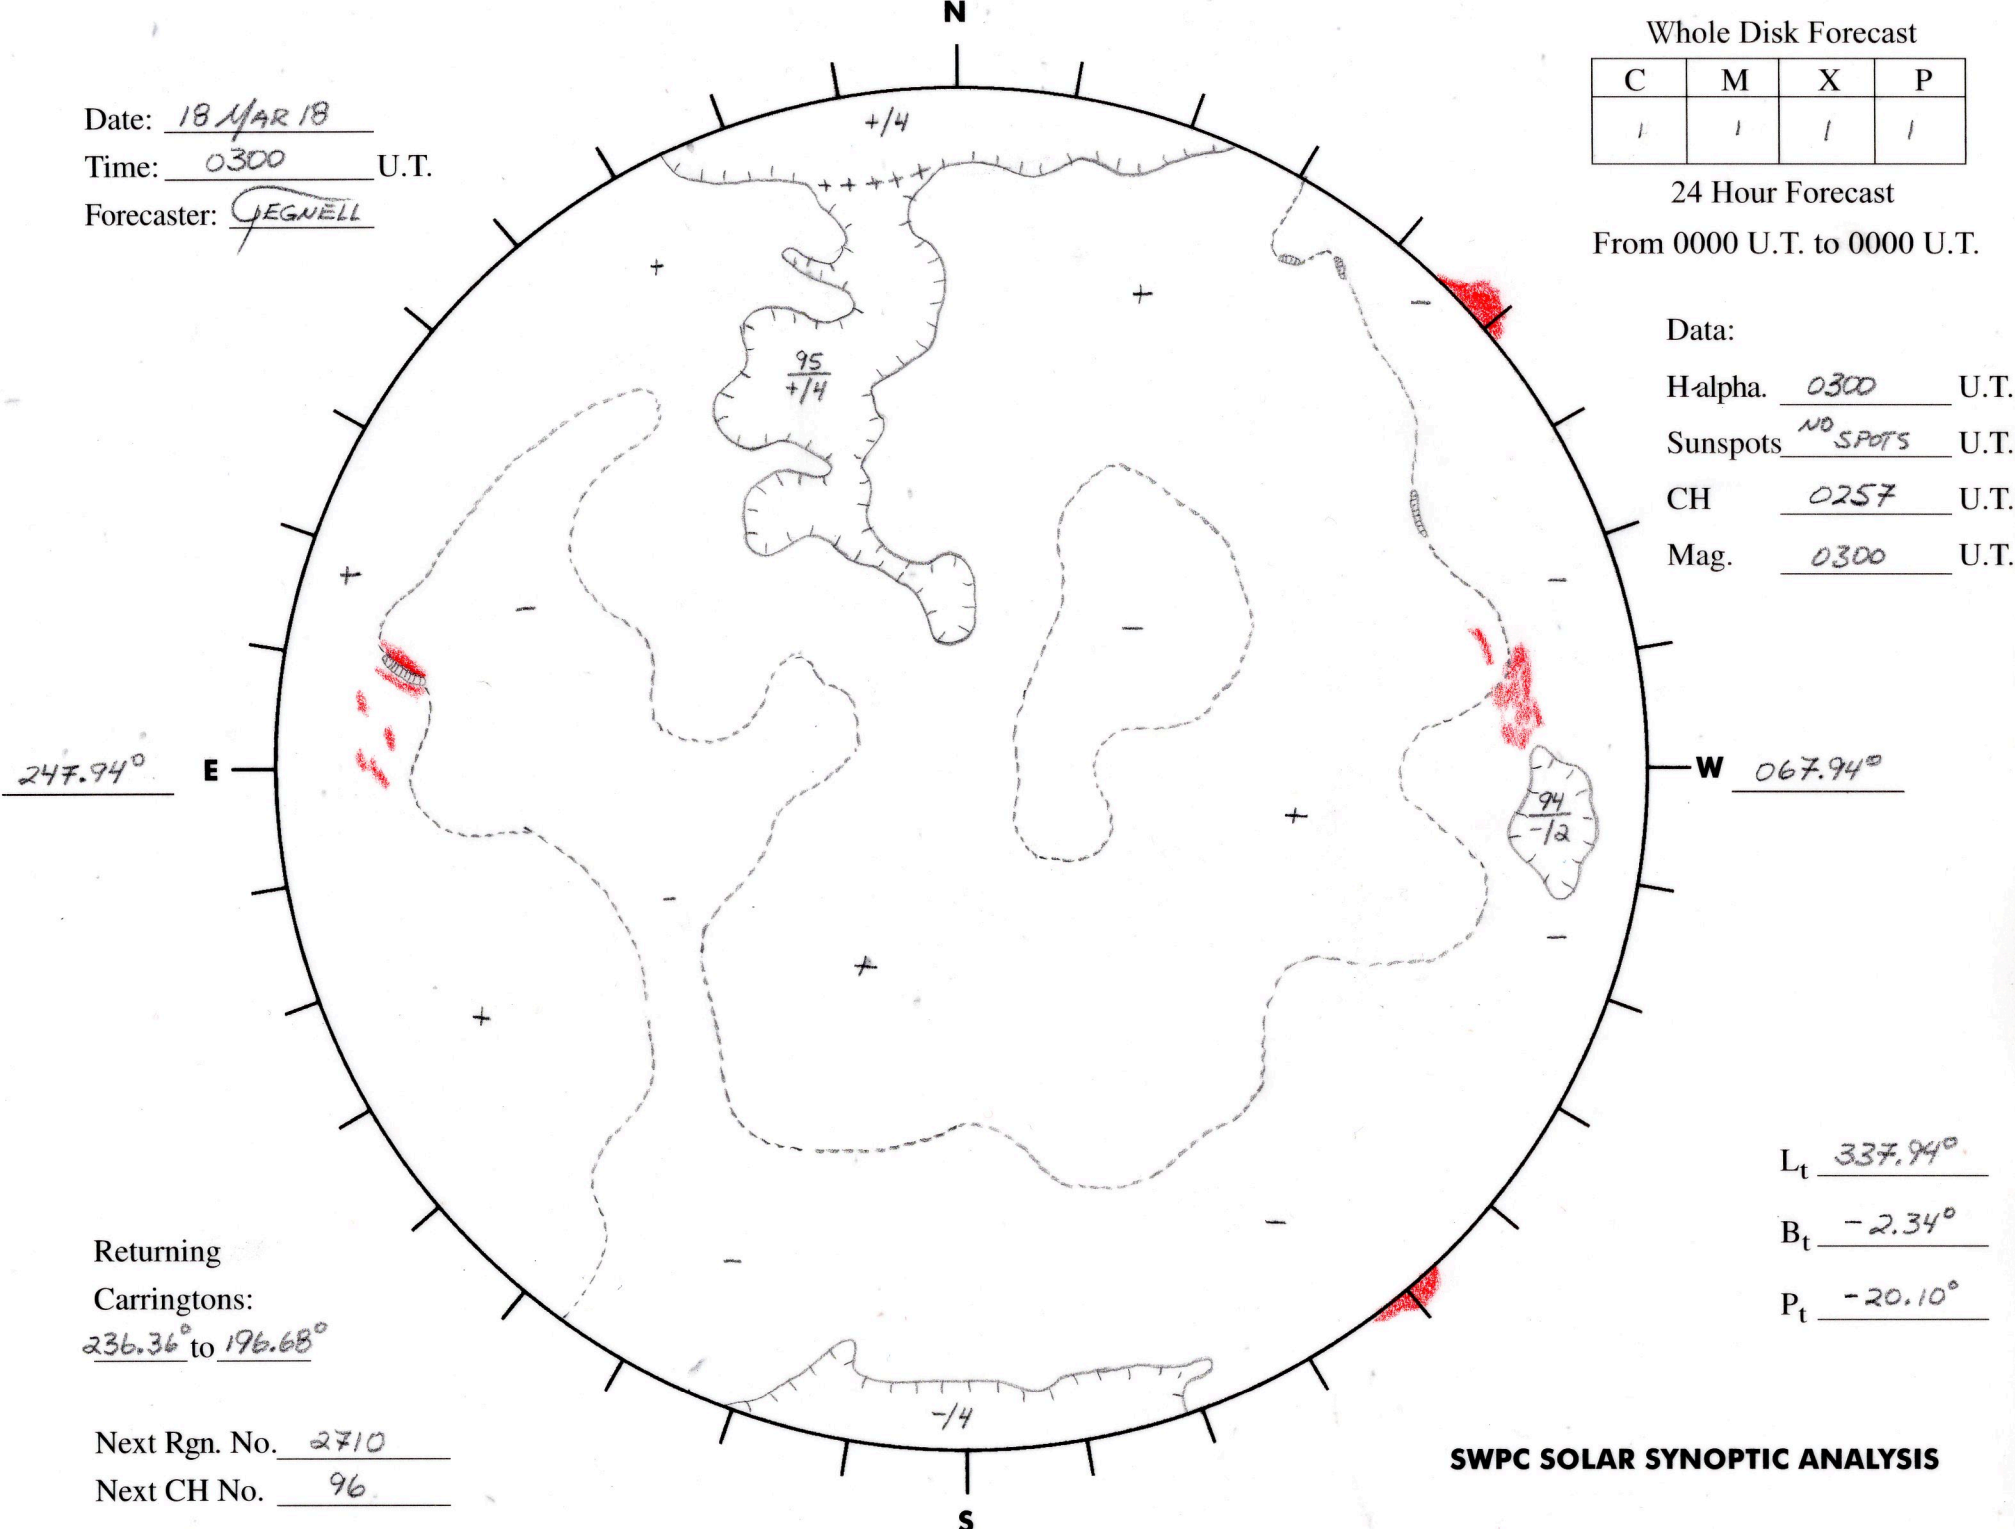 N
Whole Disk Forecast
C M X P
1 1 1 1
24 Hour Forecast
From 0000 U.T. to 0000 U.T.
Date: 18 MAR 18
Time: 0300 U.T.
Forecaster: GEGNELL
+/4
+ + + + +
+
+
-
Data:
H-alpha. 0300 U.T.
Sunspots NO SPOTS U.T.
CH 0257 U.T.
Mag. 0300 U.T.
95
+/4
+
-
-
-
247.94° E
W 067.94°
94
-/2
+
-
-
+
+
Lt 337.94°
Bt -2.34°
Pt -20.10°
-
-
Returning
Carringtons:
236.36° to 196.68°
-/4
Next Rgn. No. 2710
Next CH No. 96
SWPC SOLAR SYNOPTIC ANALYSIS
S